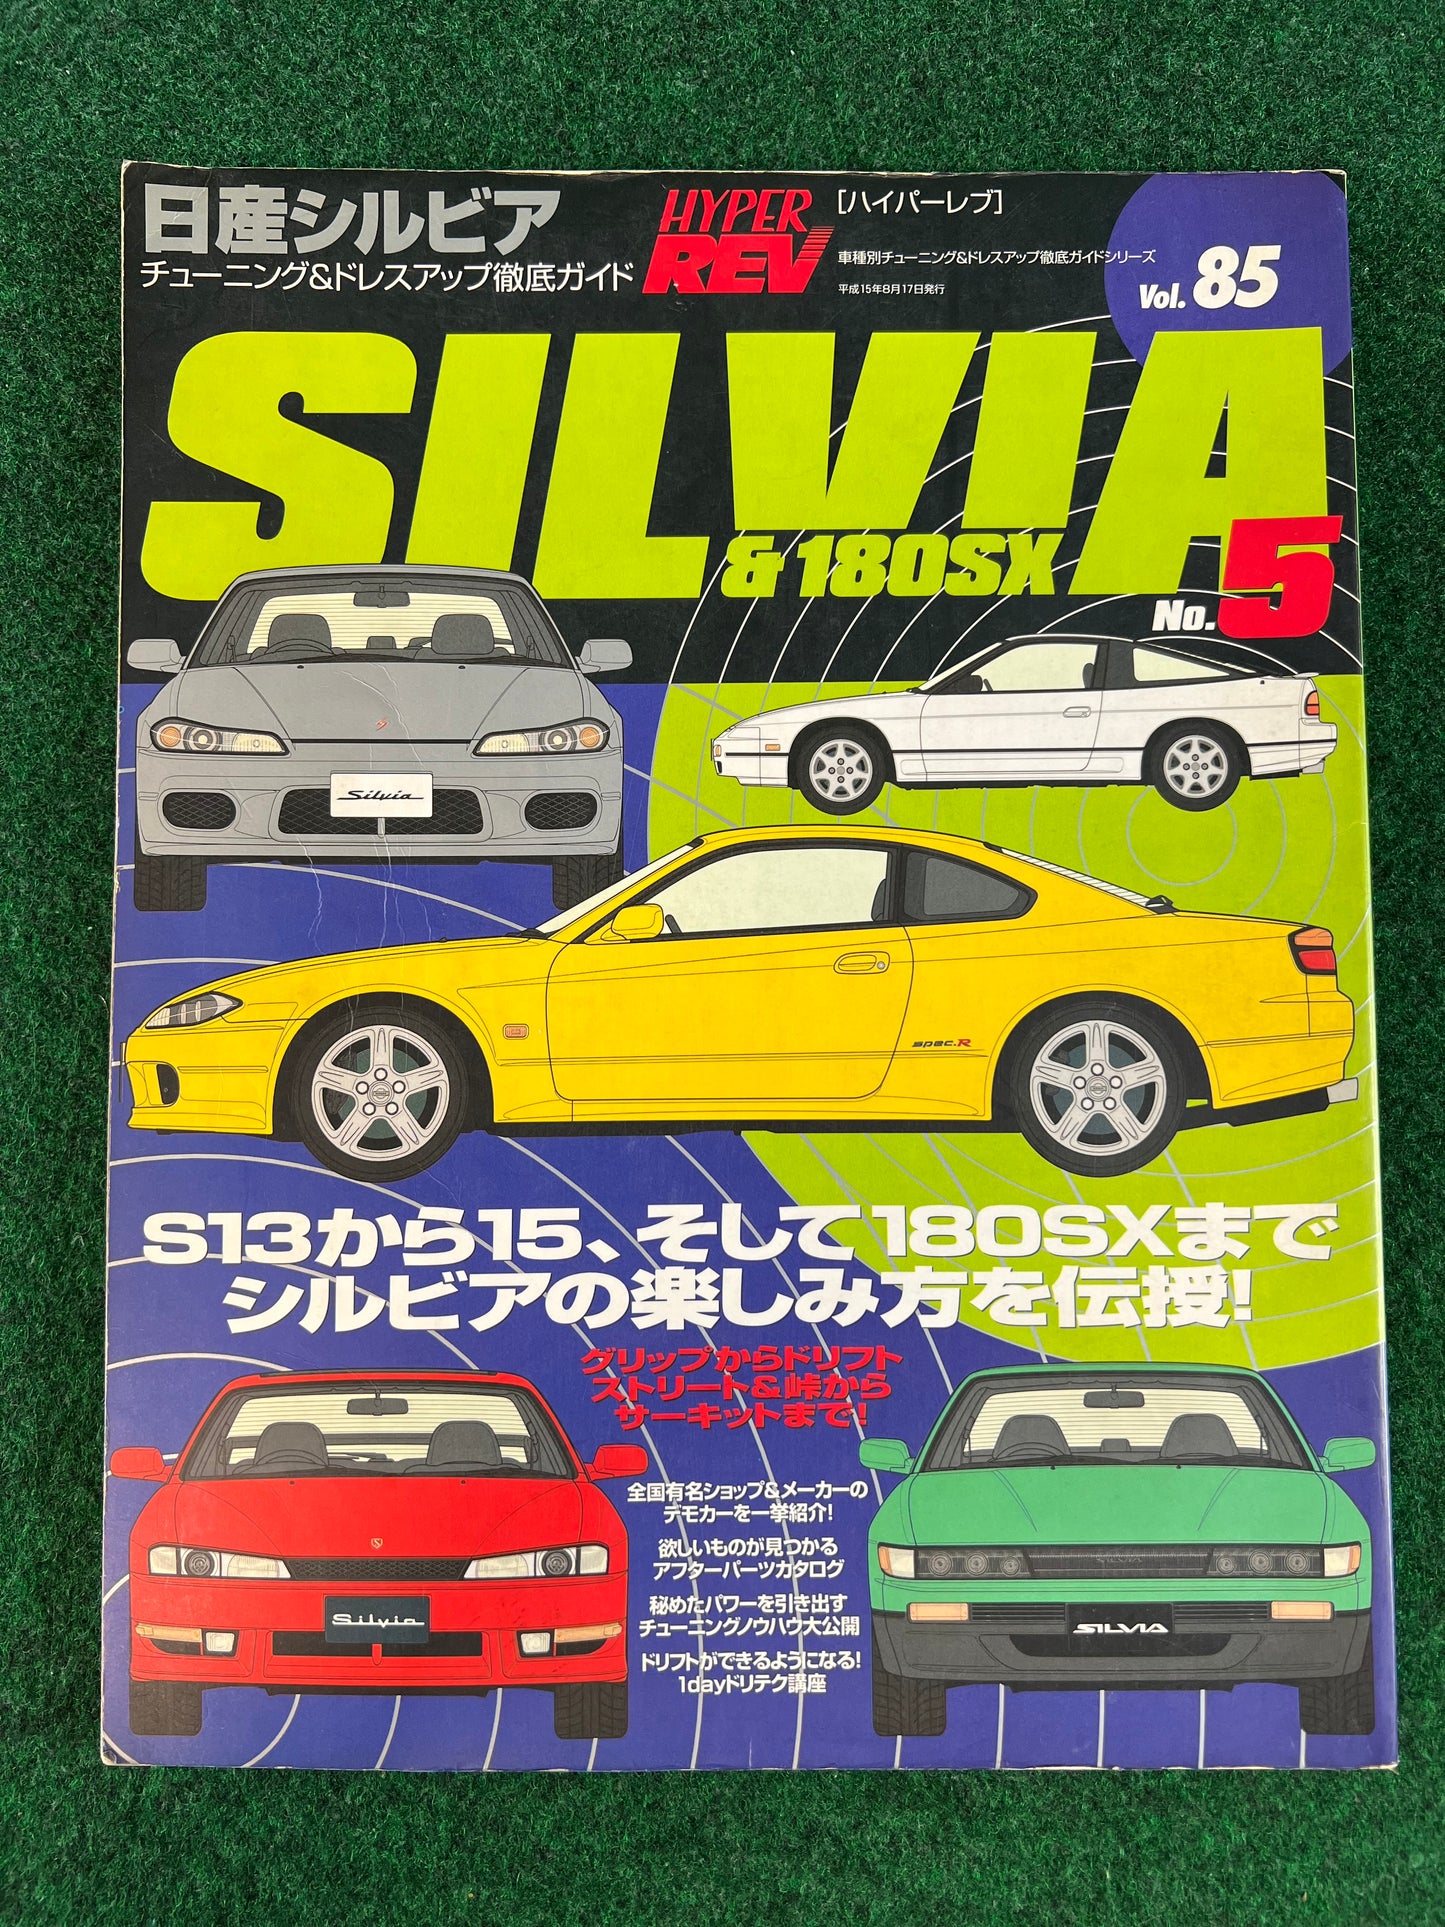 日産シルビア
チューニング&ドレスアップ徹底ガイド
HYPER
REV
[ハイパーレブ]
車種別チューニング&ドレスアップ徹底ガイドシリーズ
平成15年8月17日発行
Vol. 85
SILVIA
& 180SX
No.5
Silvia
spec.R
S13から15、そして180SXまで
シルビアの楽しみ方を伝授!
グリップからドリフト
ストリート&峠から
サーキットまで!
全国有名ショップ&メーカーの
デモカーを一挙紹介!
欲しいものが見つかる
アフターパーツカタログ
秘めたパワーを引き出す
チューニングノウハウ大公開
ドリフトができるようになる!
1dayドリテク講座
Silvia
SILVIA
SILVIA